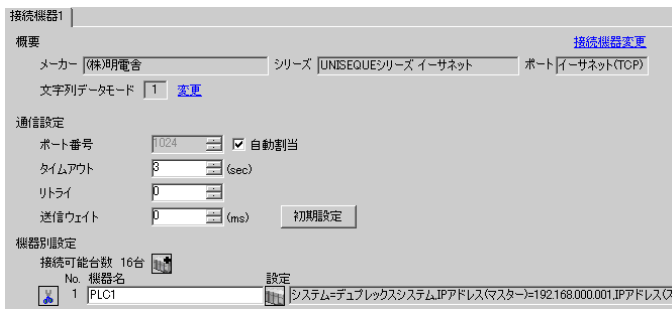 接続機器1
概要
接続機器変更
メーカー (株)明電舎 シリーズ UNISEQUEシリーズ イーサネット ポート イーサネット(TCP)
文字列データモード 1 変更
通信設定
ポート番号 1024 自動割当
タイムアウト 3 (sec)
リトライ 0
送信ウェイト 0 (ms) 初期設定
機器別設定
接続可能台数 16台
No. 機器名 設定
1 PLC1 システム=デュプレックスシステム,IPアドレス(マスター)=192.168.000.001,IPアドレス(ス